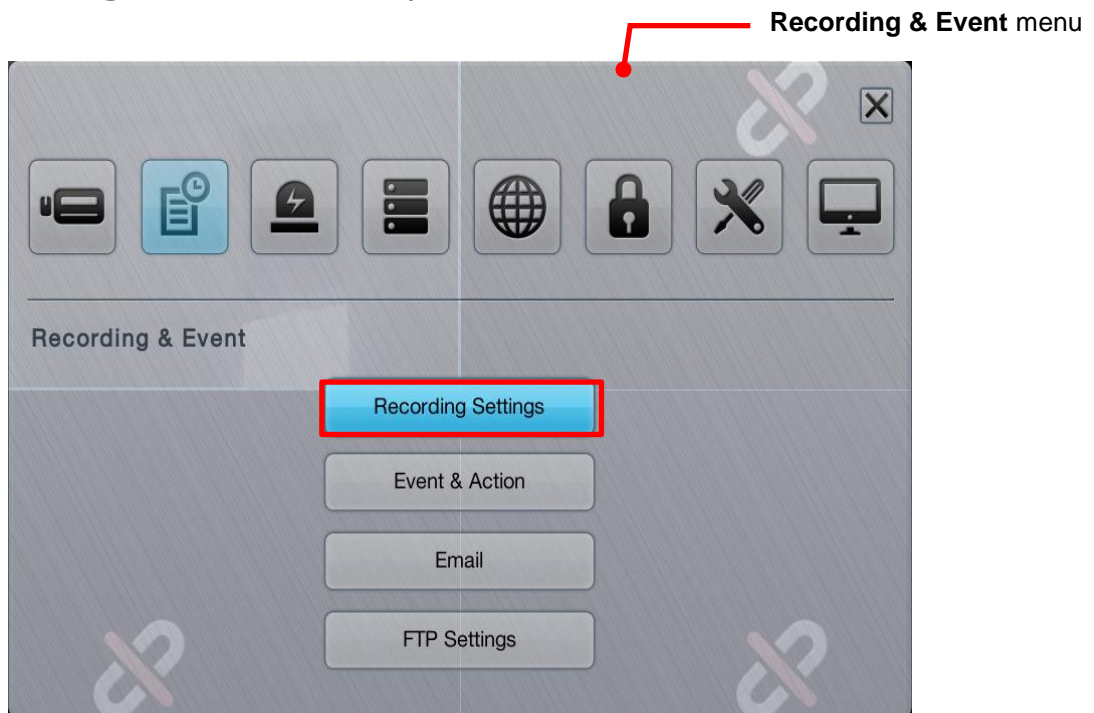 Recording & Event menu
Recording & Event
Recording Settings
Event & Action
Email
FTP Settings